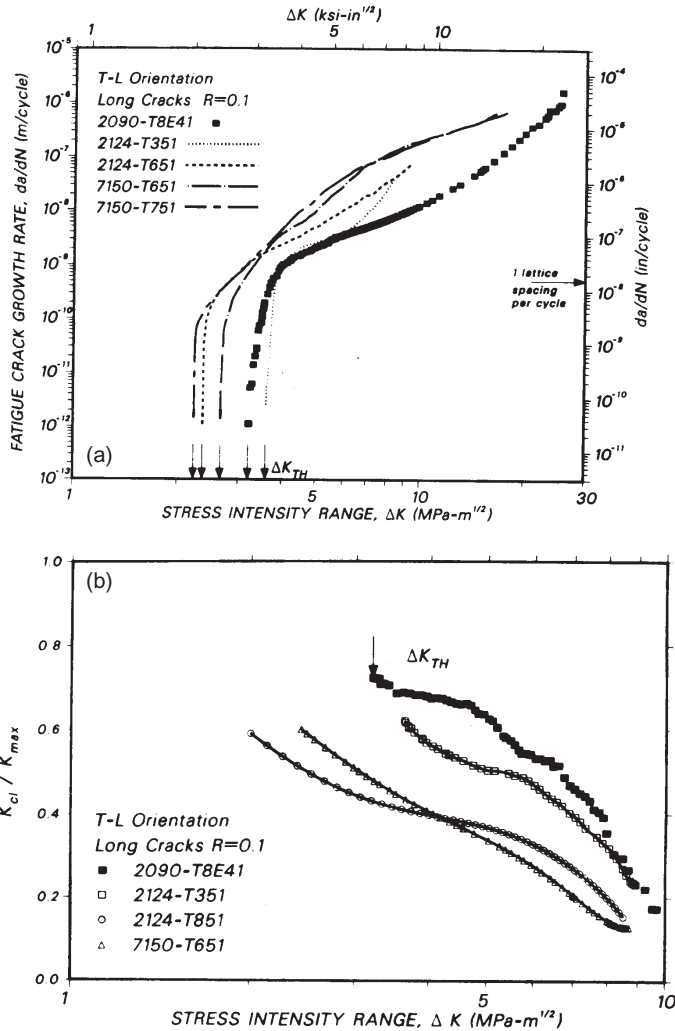 ΔK (ksi-in^1/2)
1 5 10
10^-5
10^-6
10^-7
10^-8
10^-9
10^-10
10^-11
10^-12
10^-13
FATIGUE CRACK GROWTH RATE, da/dN (m/cycle)
T-L Orientation
Long Cracks R=0.1
2090-T8E41
2124-T351
2124-T651
7150-T651
7150-T751
10^-4
10^-5
10^-6
10^-7
10^-8
10^-9
10^-10
10^-11
da/dN (in/cycle)
1 lattice
spacing
per cycle
(a)
ΔK_TH
1 5 10 30
STRESS INTENSITY RANGE, ΔK (MPa-m^1/2)
(b)
1.0
0.8
0.6
0.4
0.2
0.0
K_cl / K_max
ΔK_TH
T-L Orientation
Long Cracks R=0.1
2090-T8E41
2124-T351
2124-T851
7150-T651
1 5 10
STRESS INTENSITY RANGE, Δ K (MPa-m^1/2)